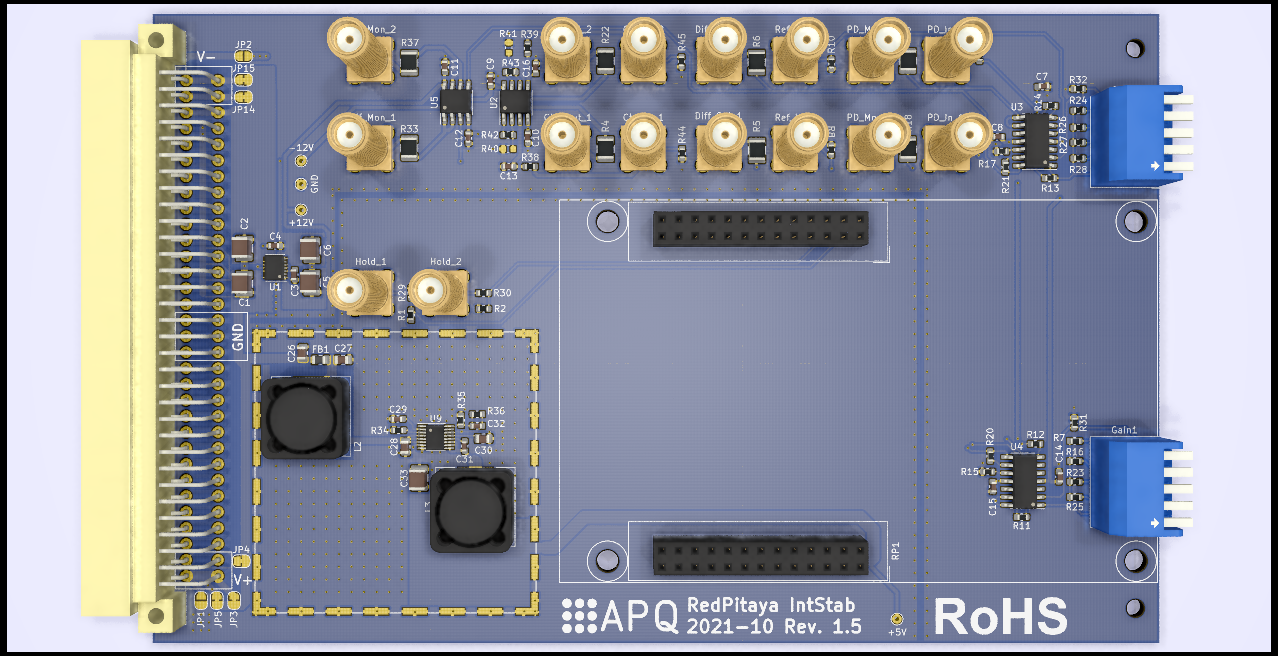 V-
JP2
JP15
JP14
Mon_2
R37
C11
U5
C12
R41
R39
R43
C16
C9
U2
R42
R40
C10
R38
C13
R22
R45
R6
R10
PD_M
PD_In
Mon_1
R33
R4
R44
Diff
R5
Ref
PD_Mo
PD_In
U3
C7
R14
R32
R24
R26
R27
R28
C8
R17
R21
R13
-12V
GND
+12V
C2
C4
C6
U1
C3
C5
C1
Hold_1
Hold_2
R29
R1
R30
R2
GND
C26
FB1
C27
L2
C29
R34
C28
U9
R35
R36
C32
C30
C31
C33
R20
R15
C15
U4
R12
R11
C14
R7
R16
R23
R25
R31
Gain1
RP1
JP4
V+
JP1
JP5
JP3
APQ
RedPitaya IntStab
2021-10 Rev. 1.5
+5V
RoHS